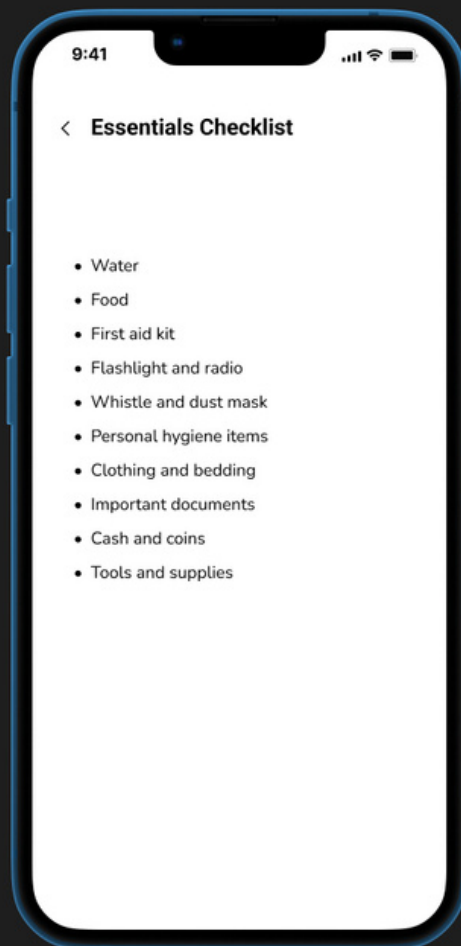 9:41
Essentials Checklist
• Water
• Food
• First aid kit
• Flashlight and radio
• Whistle and dust mask
• Personal hygiene items
• Clothing and bedding
• Important documents
• Cash and coins
• Tools and supplies